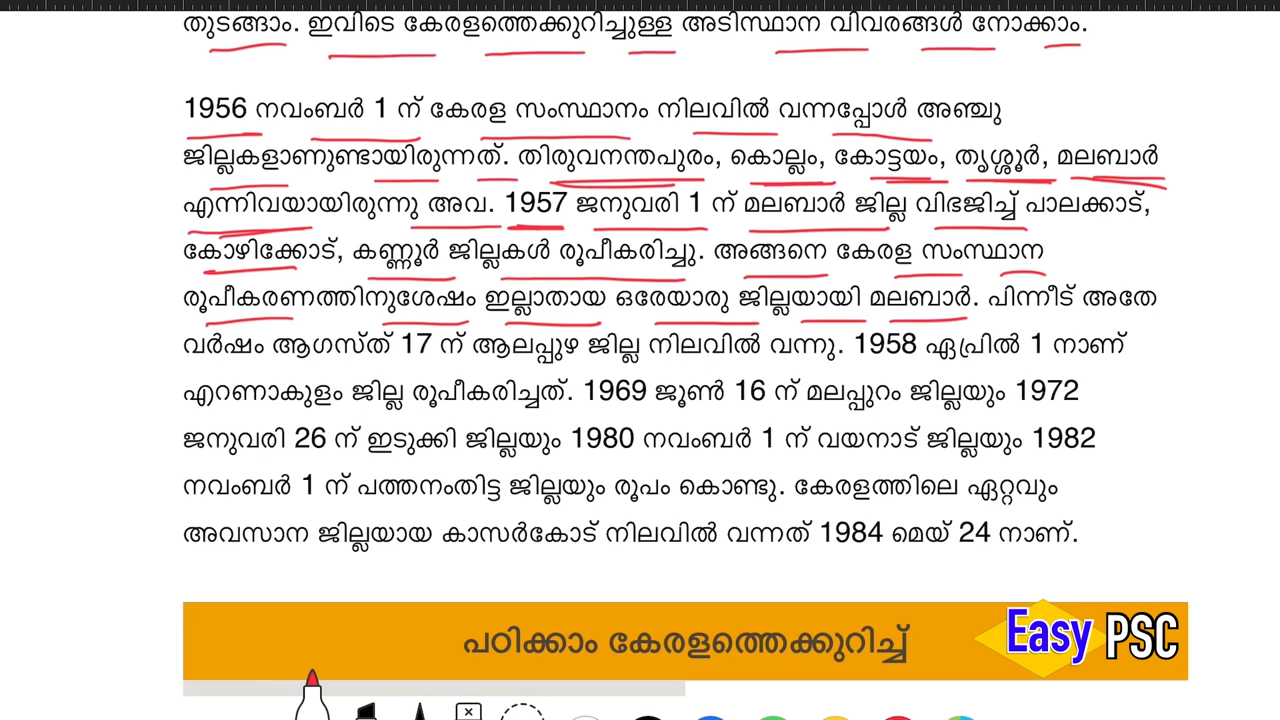 തുടങ്ങാം. ഇവിടെ കേരളത്തെക്കുറിച്ചുള്ള അടിസ്ഥാന വിവരങ്ങൾ നോക്കാം.
1956 നവംബർ 1 ന് കേരള സംസ്ഥാനം നിലവിൽ വന്നപ്പോൾ അഞ്ചു
ജില്ലകളാണുണ്ടായിരുന്നത്. തിരുവനന്തപുരം, കൊല്ലം, കോട്ടയം, തൃശ്ശൂർ, മലബാർ
എന്നിവയായിരുന്നു അവ. 1957 ജനുവരി 1 ന് മലബാർ ജില്ല വിഭജിച്ച് പാലക്കാട്,
കോഴിക്കോട്, കണ്ണൂർ ജില്ലകൾ രൂപീകരിച്ചു. അങ്ങനെ കേരള സംസ്ഥാന
രൂപീകരണത്തിനുശേഷം ഇല്ലാതായ ഒരേയാരു ജില്ലയായി മലബാർ. പിന്നീട് അതേ
വർഷം ആഗസ്ത് 17 ന് ആലപ്പുഴ ജില്ല നിലവിൽ വന്നു. 1958 ഏപ്രിൽ 1 നാണ്
എറണാകുളം ജില്ല രൂപീകരിച്ചത്. 1969 ജൂൺ 16 ന് മലപ്പുറം ജില്ലയും 1972
ജനുവരി 26 ന് ഇടുക്കി ജില്ലയും 1980 നവംബർ 1 ന് വയനാട് ജില്ലയും 1982
നവംബർ 1 ന് പത്തനംതിട്ട ജില്ലയും രൂപം കൊണ്ടു. കേരളത്തിലെ ഏറ്റവും
അവസാന ജില്ലയായ കാസർകോട് നിലവിൽ വന്നത് 1984 മെയ് 24 നാണ്.
പഠിക്കാം കേരളത്തെക്കുറിച്ച്
Easy PSC